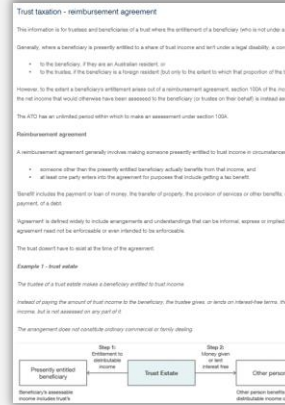 Trust taxation - reimbursement agreement
This information is for trustees and beneficiaries of a trust where the entitlement of a beneficiary (who is not under a
Generally, where a beneficiary is presently entitled to a share of trust income and isn't under a legal disability, a
to the beneficiary, if they are an Australian resident, or
to the trustee, if the beneficiary is a foreign resident (but only to the extent to which that proportion of the
However, to the extent a beneficiary's entitlement arises out of a reimbursement agreement, section 100A of the
the net income that would otherwise have been assessed to the beneficiary (or trustee on their behalf) is instead
The ATO has an unlimited period within which to make an assessment under section 100A.
Reimbursement agreement
A reimbursement agreement generally involves making someone presently entitled to trust income in circumstances
someone other than the presently entitled beneficiary actually benefits from that income, and
at least one party enters into the agreement for purposes that include getting a tax benefit.
'Benefit' includes the payment or loan of money, the transfer of property, the provision of services or other benefits,
payment, of a debt.
'Agreement' is defined widely to include arrangements and understandings that can be informal, express or implied
agreement need not be enforceable or even intended to be enforceable.
The trust doesn't have to exist at the time of the agreement.
Example 1 - trust estate
The trustee of a trust estate makes a beneficiary entitled to trust income.
Instead of paying the amount of trust income to the beneficiary, the trustee gives, or lends on interest-free terms,
income, but is not assessed on any part of it.
The arrangement does not constitute ordinary commercial or family dealing.
Step 1:
Entitlement to
distributable
income
Step 2:
Money given
or lent
interest free
Presently entitled
beneficiary
Trust Estate
Other person
Beneficiary's assessable
income includes trust's
Other person benefits
distributable income